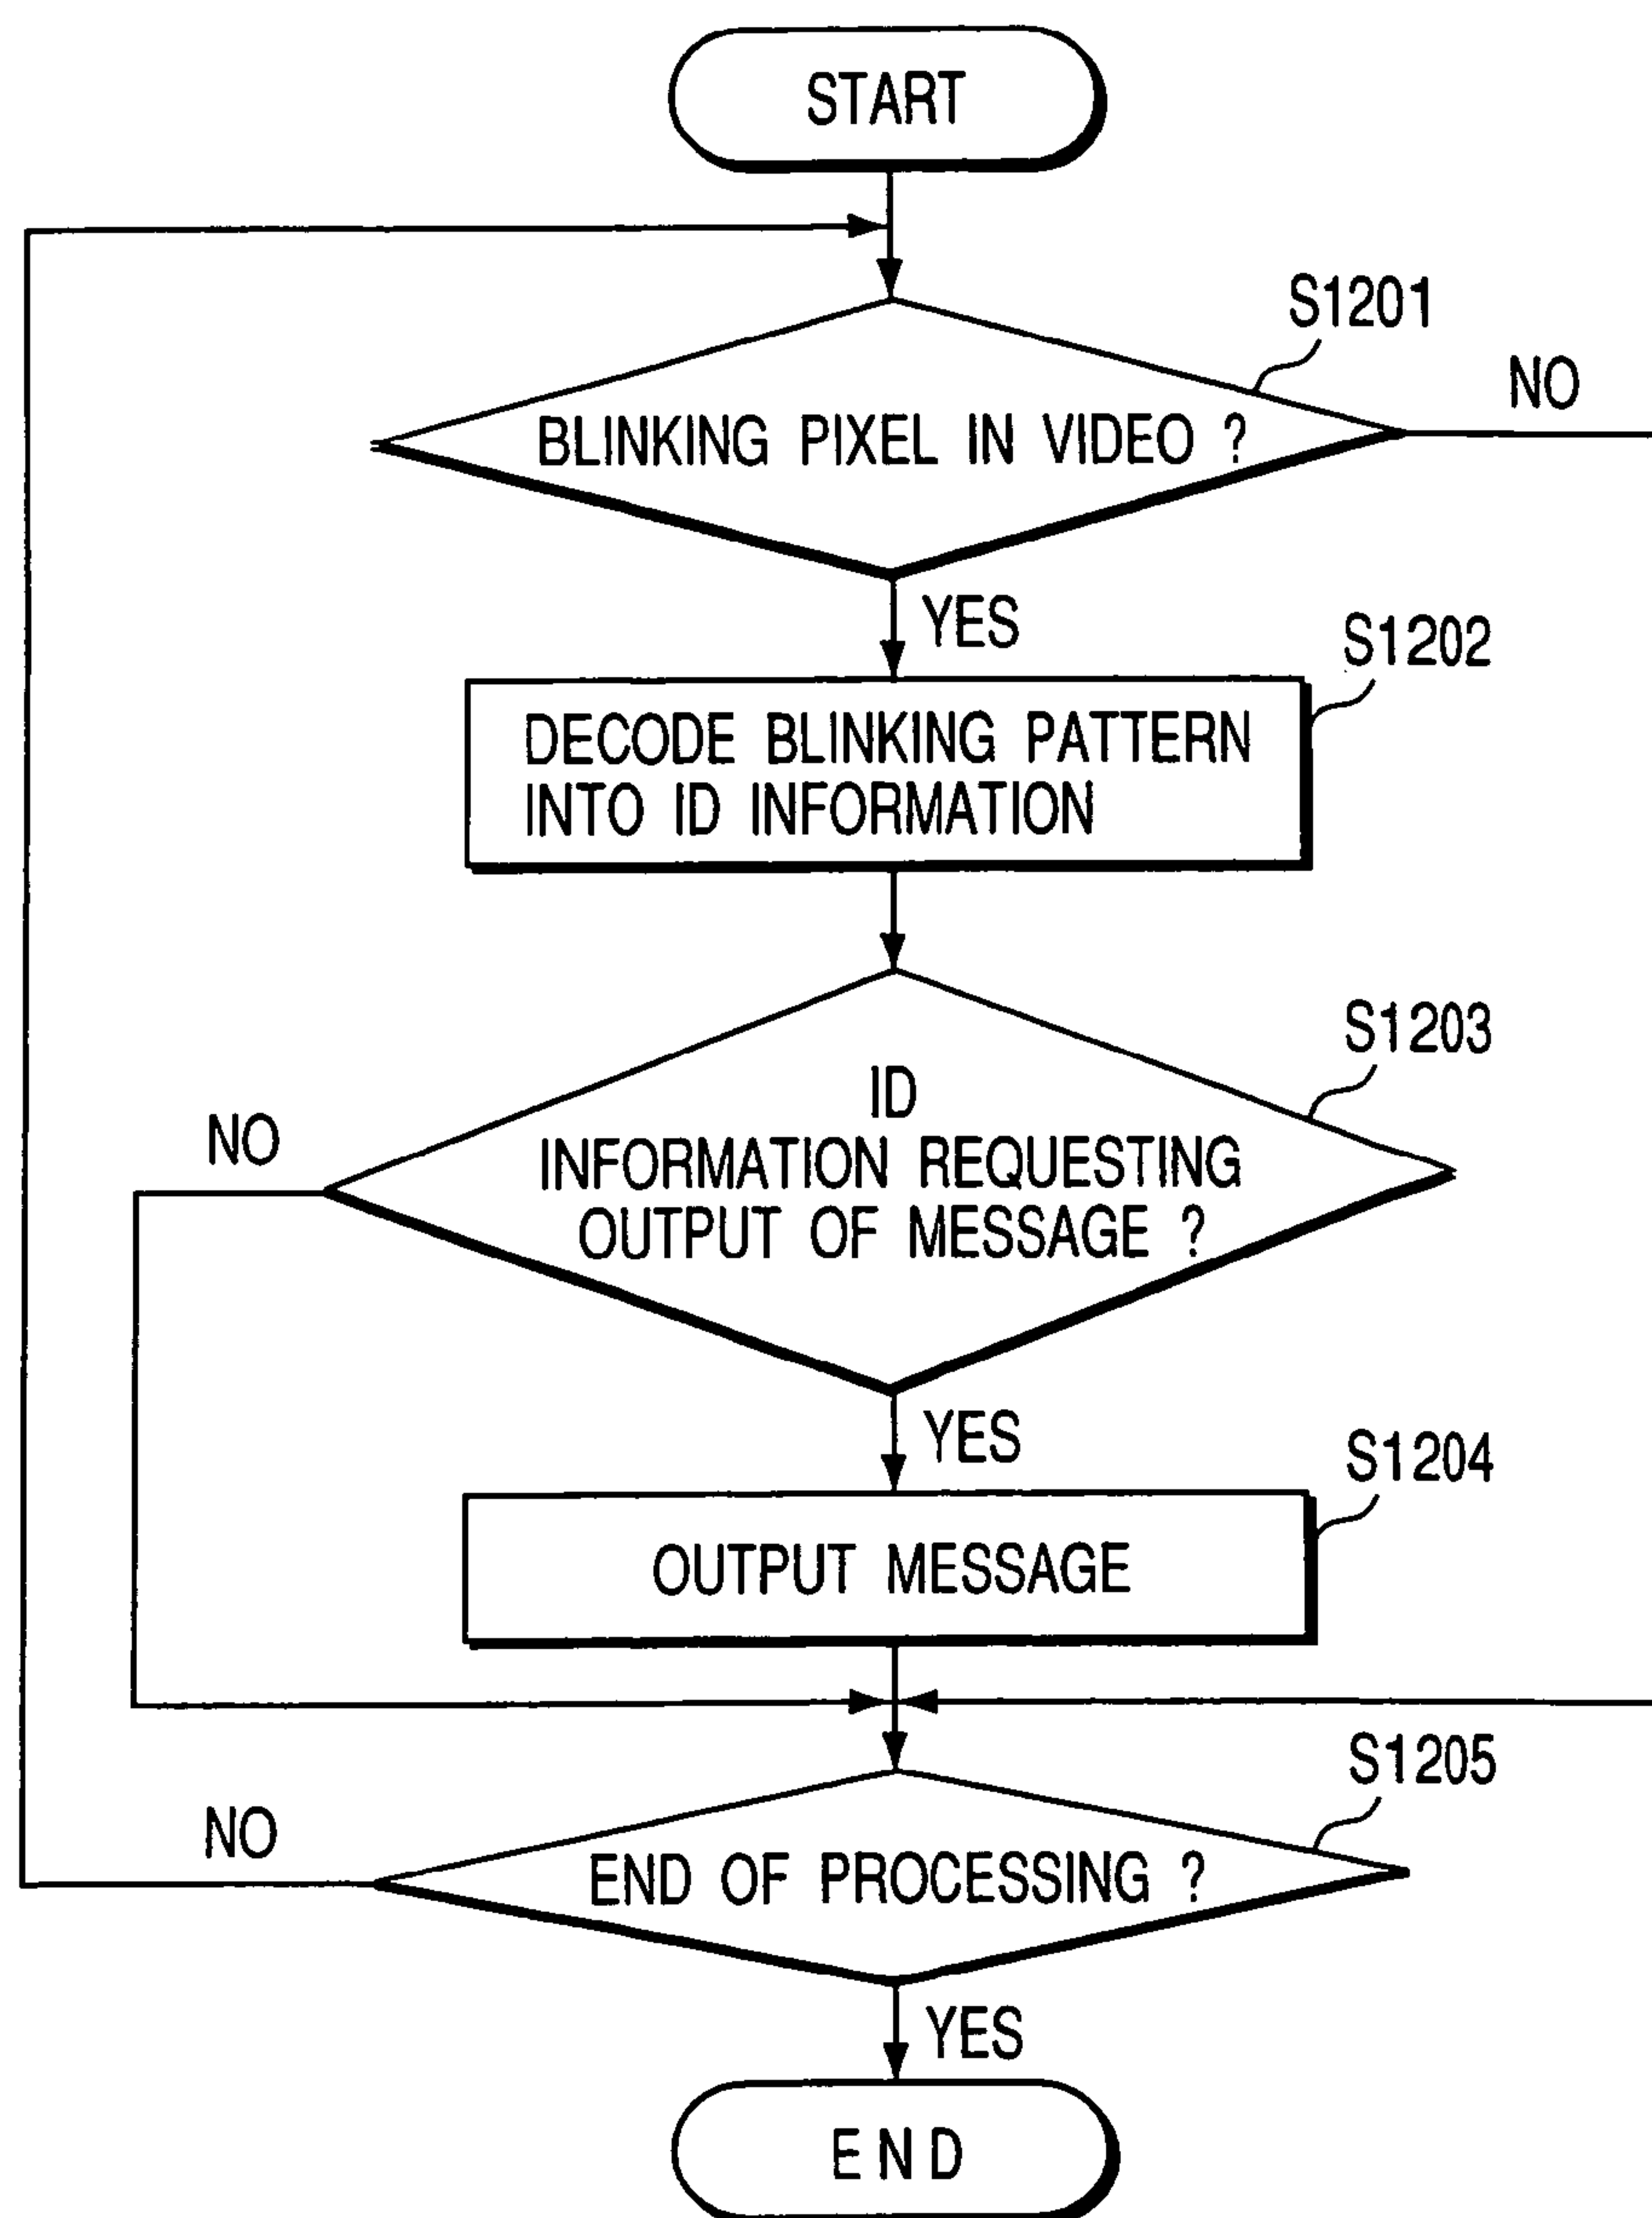 START
S1201
NO
BLINKING PIXEL IN VIDEO ?
YES
S1202
DECODE BLINKING PATTERN
INTO ID INFORMATION
S1203
NO
ID
INFORMATION REQUESTING
OUTPUT OF MESSAGE ?
YES
S1204
OUTPUT MESSAGE
S1205
NO
END OF PROCESSING ?
YES
END